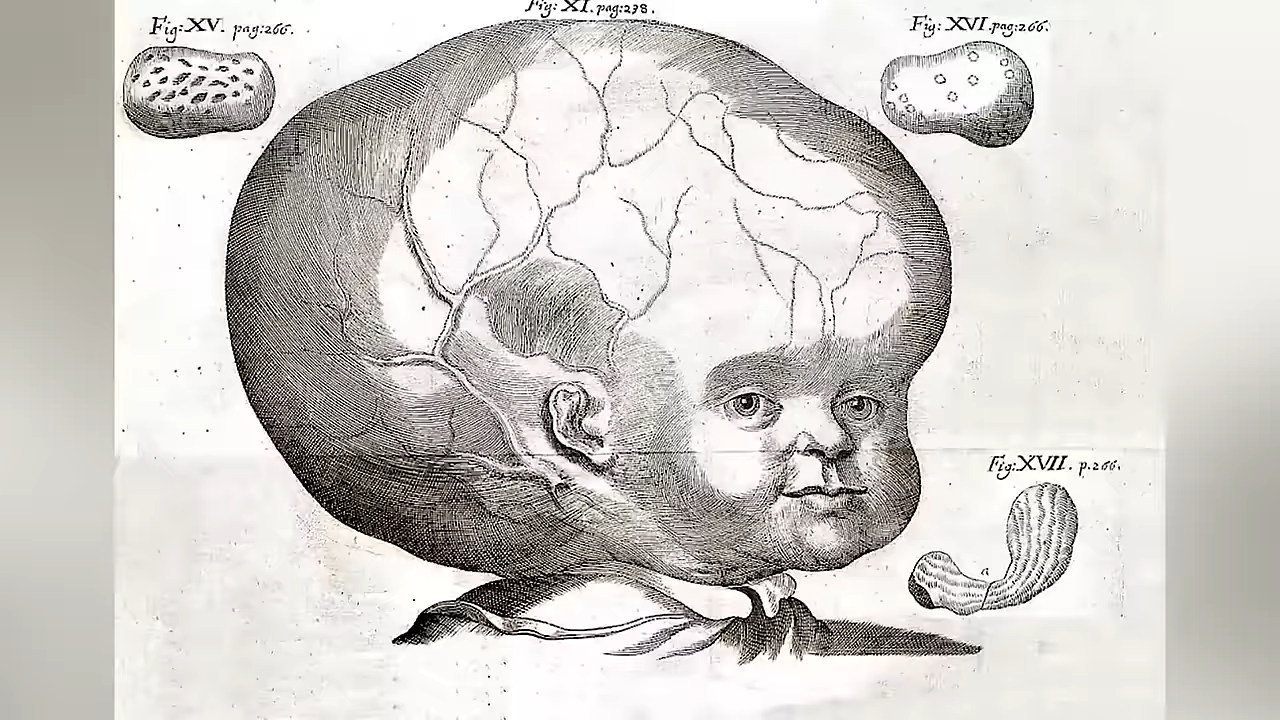 Fig: XI. pag: 238.
Fig: XV. pag: 266.
Fig: XVI. pag: 266.
Fig: XVII. p. 266.
a